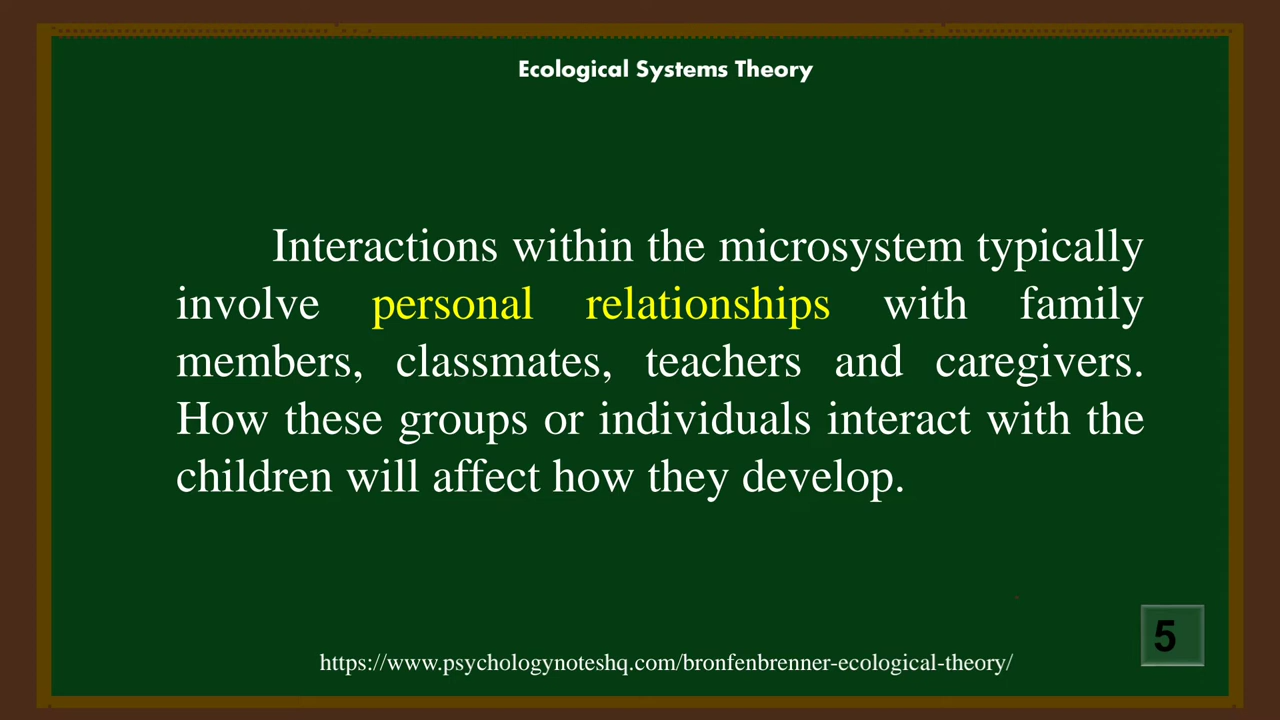 Ecological Systems Theory
Interactions within the microsystem typically
involve personal relationships with family
members, classmates, teachers and caregivers.
How these groups or individuals interact with the
children will affect how they develop.
5
https://www.psychologynoteshq.com/bronfenbrenner-ecological-theory/